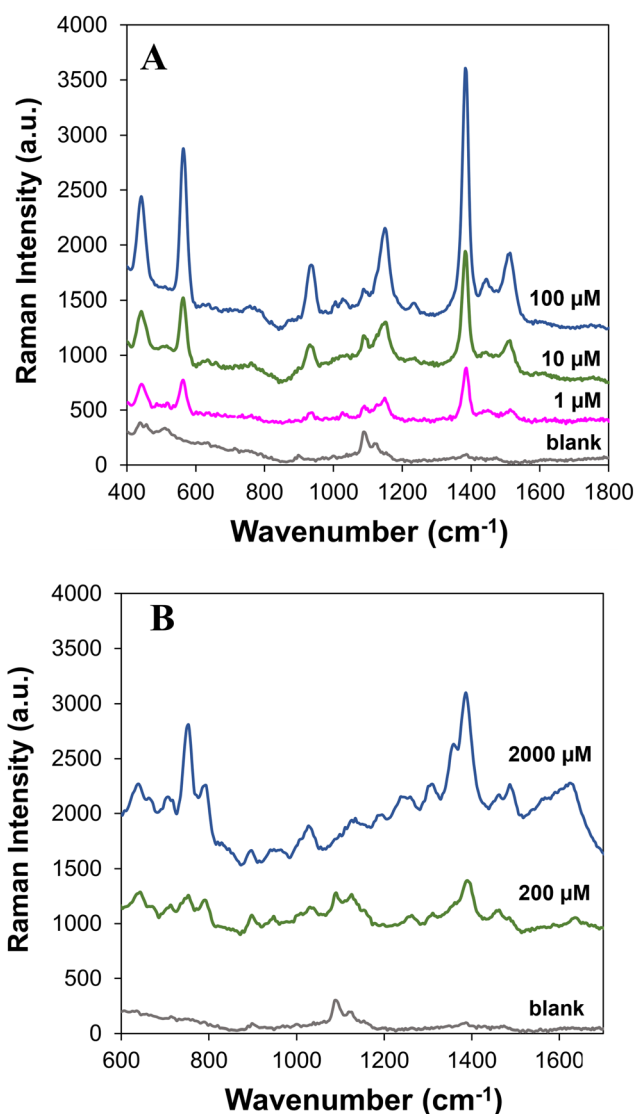 A
4000
3500
3000
2500
2000
1500
1000
500
0
Raman Intensity (a.u.)
100 µM
10 µM
1 µM
blank
400 600 800 1000 1200 1400 1600 1800
Wavenumber (cm-1)
B
4000
3500
3000
2500
2000
1500
1000
500
0
Raman Intensity (a.u.)
2000 µM
200 µM
blank
600 800 1000 1200 1400 1600
Wavenumber (cm-1)